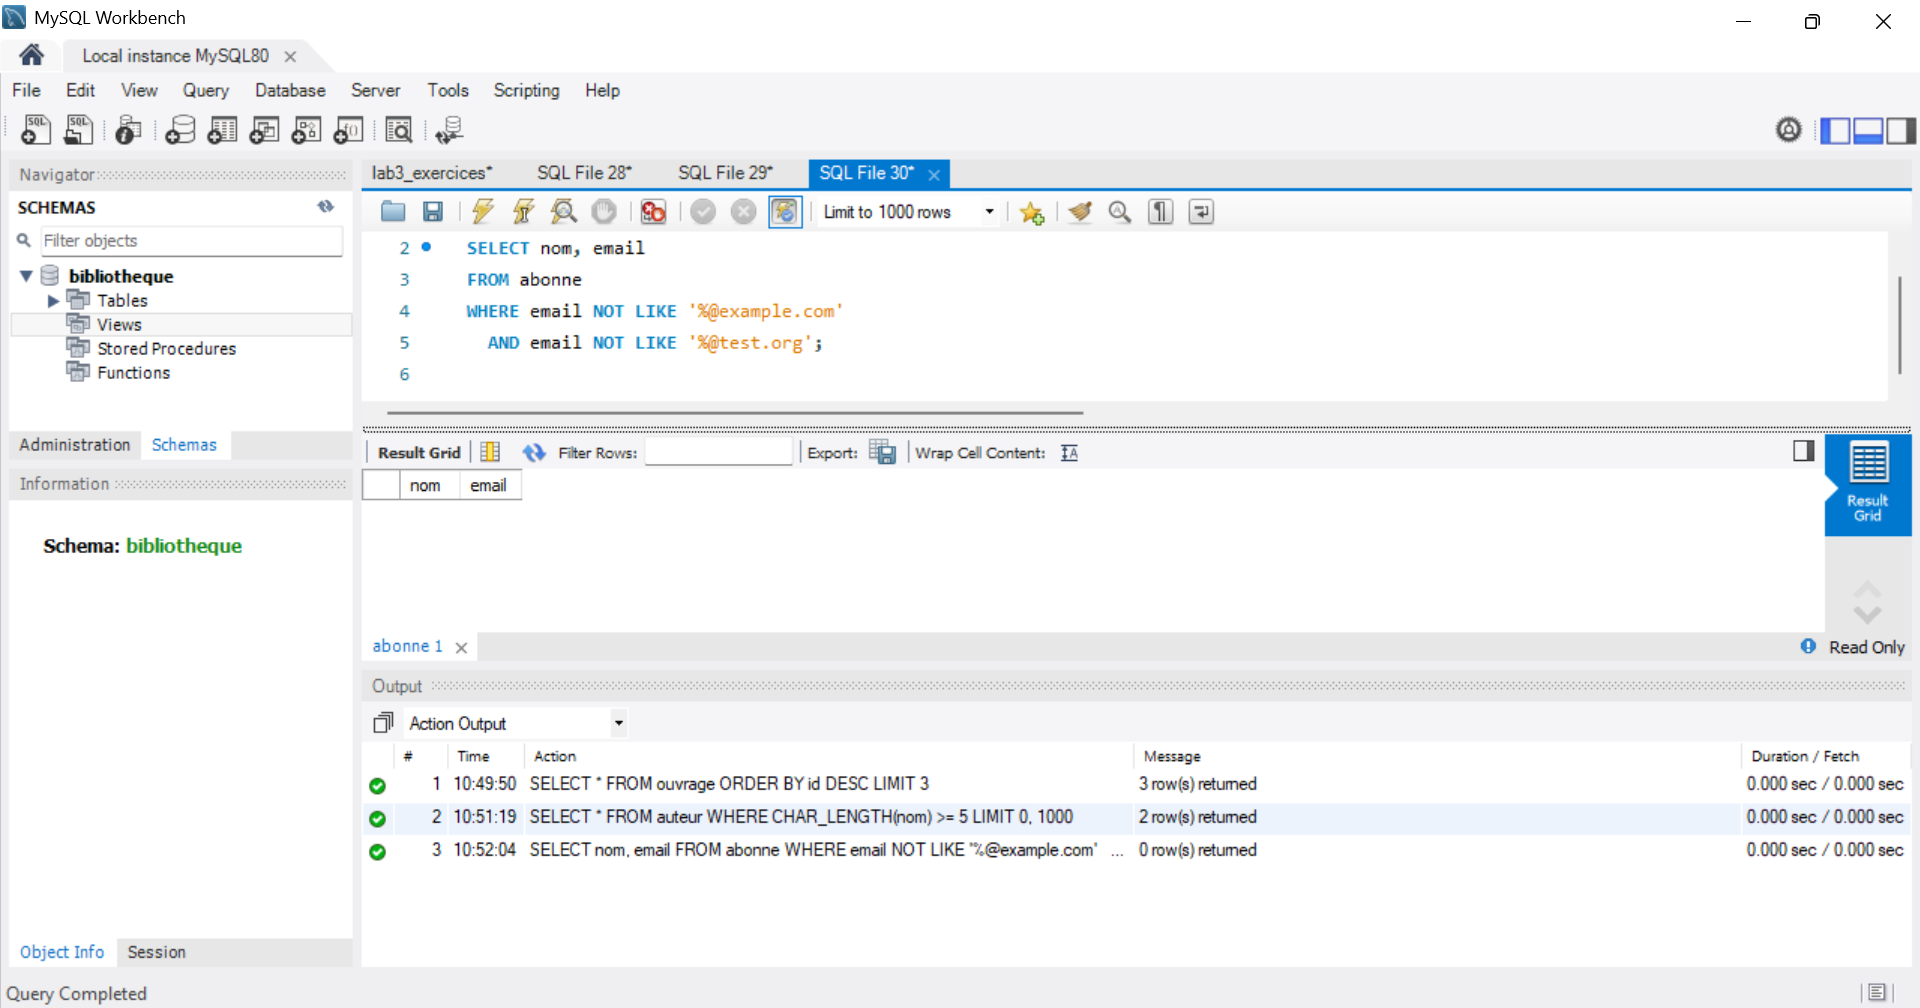 MySQL Workbench
Local instance MySQL80
File Edit View Query Database Server Tools Scripting Help
Navigator
SCHEMAS
Filter objects
bibliotheque
Tables
Views
Stored Procedures
Functions
Administration Schemas
Information
Schema: bibliotheque
Object Info Session
lab3_exercices* SQL File 28* SQL File 29* SQL File 30*
Limit to 1000 rows
2 SELECT nom, email
3 FROM abonne
4 WHERE email NOT LIKE '%@example.com'
5 AND email NOT LIKE '%@test.org';
6
Result Grid Filter Rows: Export: Wrap Cell Content:
nom email
Result
Grid
abonne 1
Read Only
Output
Action Output
# Time Action Message Duration / Fetch
1 10:49:50 SELECT * FROM ouvrage ORDER BY id DESC LIMIT 3 3 row(s) returned 0.000 sec / 0.000 sec
2 10:51:19 SELECT * FROM auteur WHERE CHAR_LENGTH(nom) >= 5 LIMIT 0, 1000 2 row(s) returned 0.000 sec / 0.000 sec
3 10:52:04 SELECT nom, email FROM abonne WHERE email NOT LIKE '%@example.com' ... 0 row(s) returned 0.000 sec / 0.000 sec
Query Completed